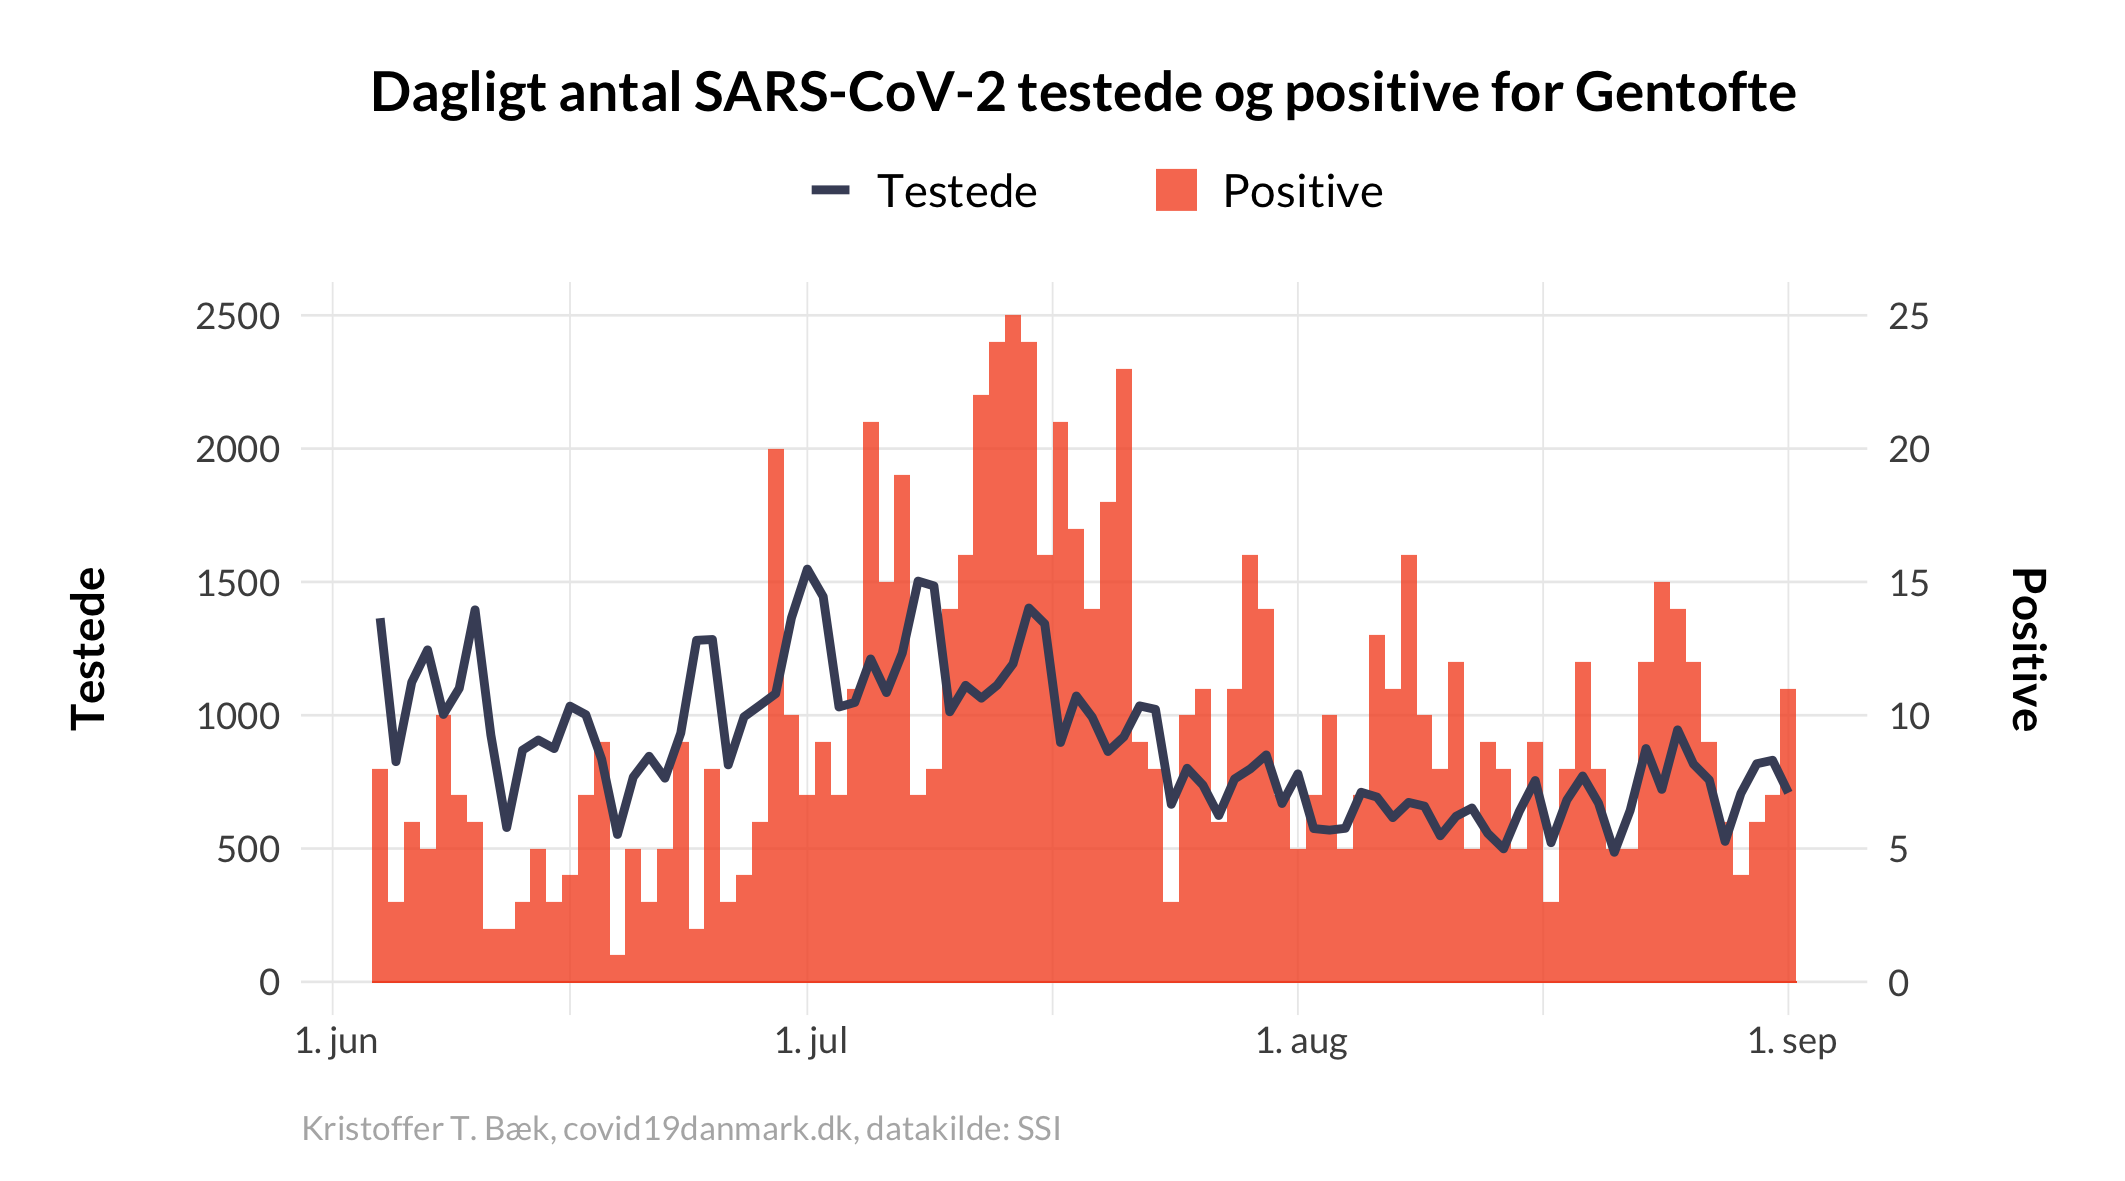 Dagligt antal SARS-CoV-2 testede og positive for Gentofte
Testede
Positive
2500
2000
1500
1000
500
0
Testede
25
20
15
10
5
0
Positive
1. jun
1. jul
1. aug
1. sep
Kristoffer T. Bæk, covid19danmark.dk, datakilde: SSI